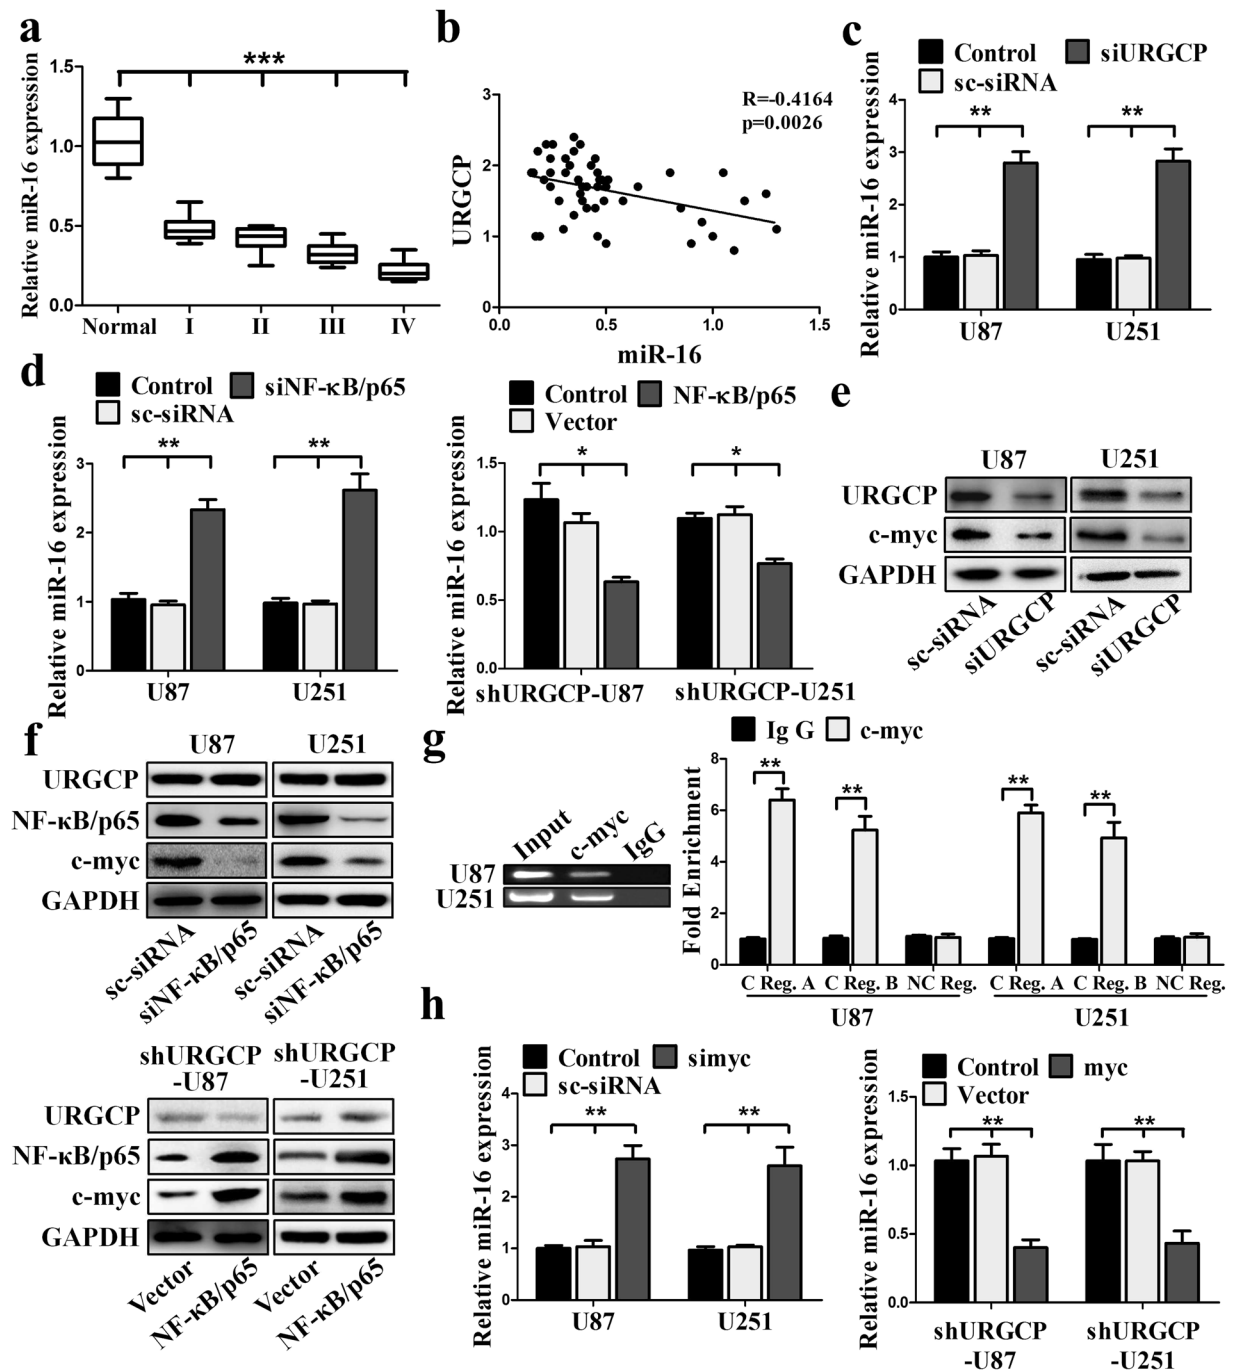 a
Relative miR-16 expression
***
1.5
1.0
0.5
0.0
Normal I II III IV
b
URGCP
3
2
1
0
R=-0.4164
p=0.0026
0.0 0.5 1.0 1.5
miR-16
c
Control siURGCP
sc-siRNA
Relative miR-16 expression
4
3
2
1
0
** **
U87 U251
d
Control siNF-κB/p65
sc-siRNA
Relative miR-16 expression
3
2
1
0
** **
U87 U251
Control NF-κB/p65
Vector
Relative miR-16 expression
1.5
1.0
0.5
0.0
* *
shURGCP-U87 shURGCP-U251
e
U87 U251
URGCP
c-myc
GAPDH
sc-siRNA siURGCP sc-siRNA siURGCP
f
U87 U251
URGCP
NF-κB/p65
c-myc
GAPDH
sc-siRNA siNF-κB/p65 sc-siRNA siNF-κB/p65
shURGCP shURGCP
-U87 -U251
URGCP
NF-κB/p65
c-myc
GAPDH
Vector NF-κB/p65 Vector NF-κB/p65
g
Input c-myc IgG
U87
U251
Ig G c-myc
Fold Enrichment
8
6
4
2
0
** ** ** **
C Reg. A C Reg. B NC Reg. C Reg. A C Reg. B NC Reg.
U87 U251
h
Control simyc
sc-siRNA
Relative miR-16 expression
4
3
2
1
0
** **
U87 U251
Control myc
Vector
Relative miR-16 expression
1.5
1.0
0.5
0.0
** **
shURGCP shURGCP
-U87 -U251